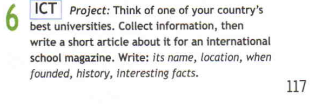 6 ICT Project: Think of one of your country's
best universities. Collect information, then
write a short article about it for an international
school magazine. Write: its name, location, when
founded, history, interesting facts.
117